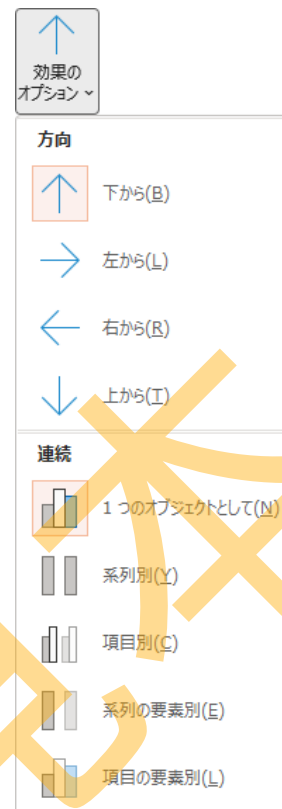 効果の
オプション
方向
下から(B)
左から(L)
右から(R)
上から(T)
連続
1 つのオブジェクトとして(N)
系列別(Y)
項目別(C)
系列の要素別(E)
項目の要素別(L)